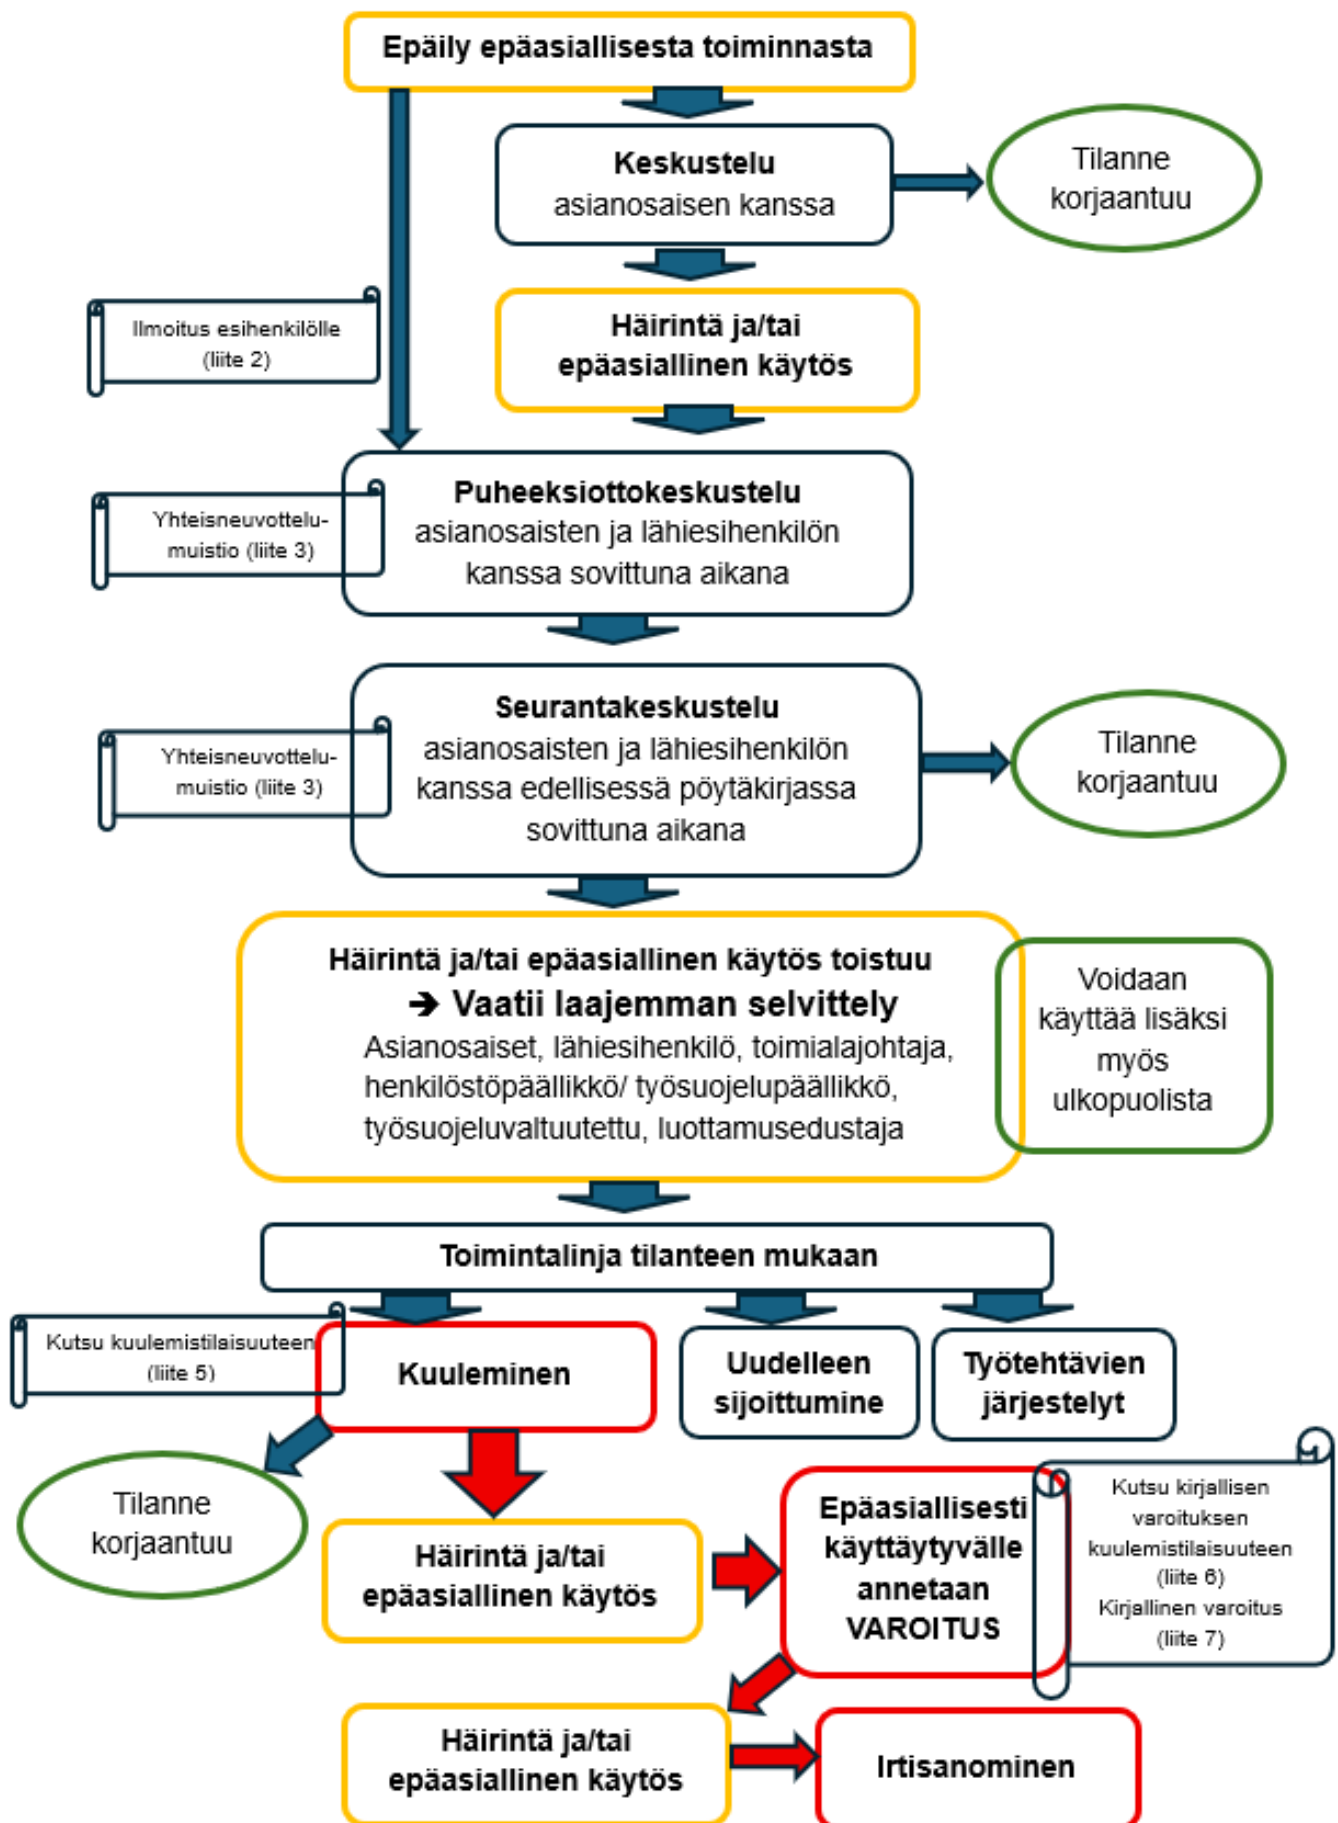 Epäily epäasiallisesta toiminnasta
Keskustelu
asianosaisen kanssa
Tilanne
korjaantuu
Ilmoitus esihenkilölle
(liite 2)
Häirintä ja/tai
epäasiallinen käytös
Yhteisneuvottelu-
muistio (liite 3)
Puheeksiottokeskustelu
asianosaisten ja lähiesihenkilön
kanssa sovittuna aikana
Yhteisneuvottelu-
muistio (liite 3)
Seurantakeskustelu
asianosaisten ja lähiesihenkilön
kanssa edellisessä pöytäkirjassa
sovittuna aikana
Tilanne
korjaantuu
Häirintä ja/tai epäasiallinen käytös toistuu
➔ Vaatii laajemman selvittely
Asianosaiset, lähiesihenkilö, toimialajohtaja,
henkilöstöpäällikkö/ työsuojelupäällikkö,
työsuojeluvaltuutettu, luottamusedustaja
Voidaan
käyttää lisäksi
myös
ulkopuolista
Toimintalinja tilanteen mukaan
Kutsu kuulemistilaisuuteen
(liite 5)
Kuuleminen
Uudelleen
sijoittumine
Työtehtävien
järjestelyt
Tilanne
korjaantuu
Häirintä ja/tai
epäasiallinen käytös
Epäasiallisesti
käyttäytyvälle
annetaan
VAROITUS
Kutsu kirjallisen
varoituksen
kuulemistilaisuuteen
(liite 6)
Kirjallinen varoitus
(liite 7)
Häirintä ja/tai
epäasiallinen käytös
Irtisanominen